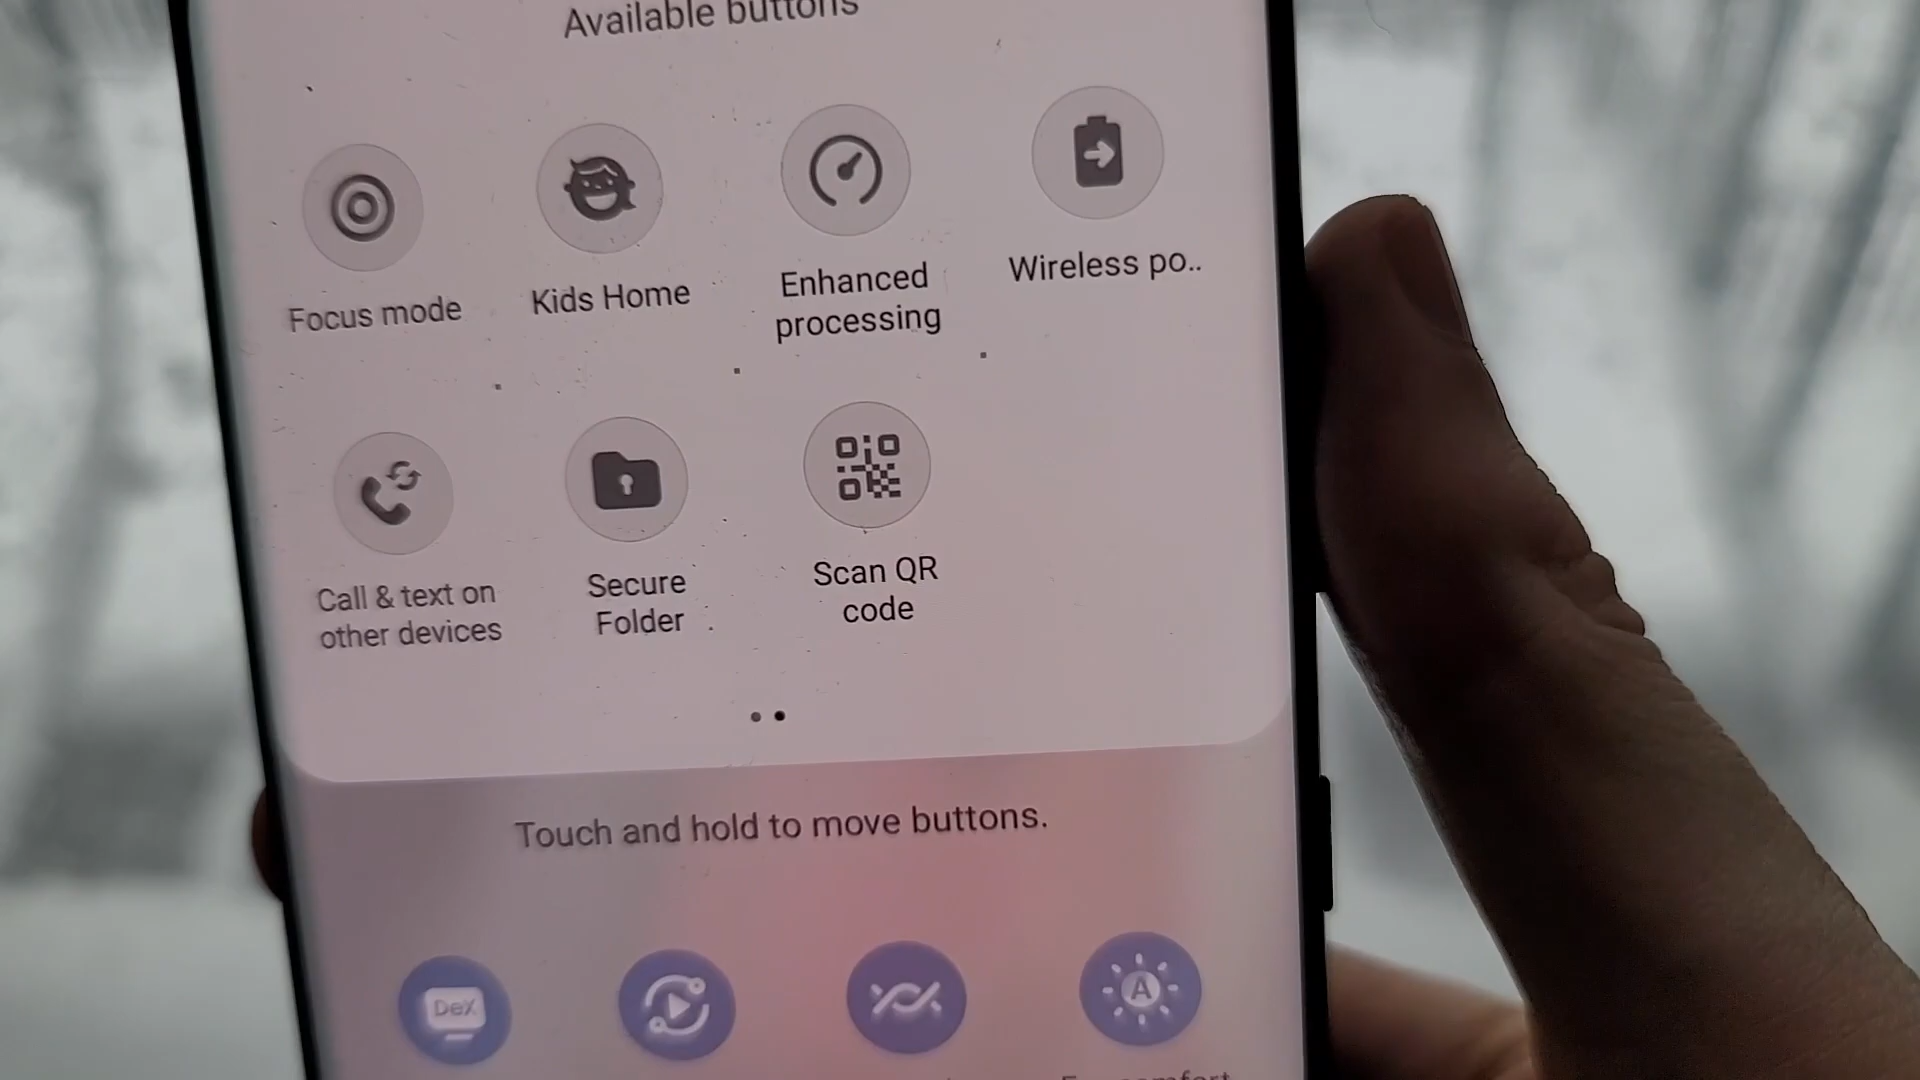 Available buttons
Focus mode
Kids Home
Enhanced
processing
Wireless po..
Call & text on
other devices
Secure
Folder
Scan QR
code
Touch and hold to move buttons.
DeX
A
comfort